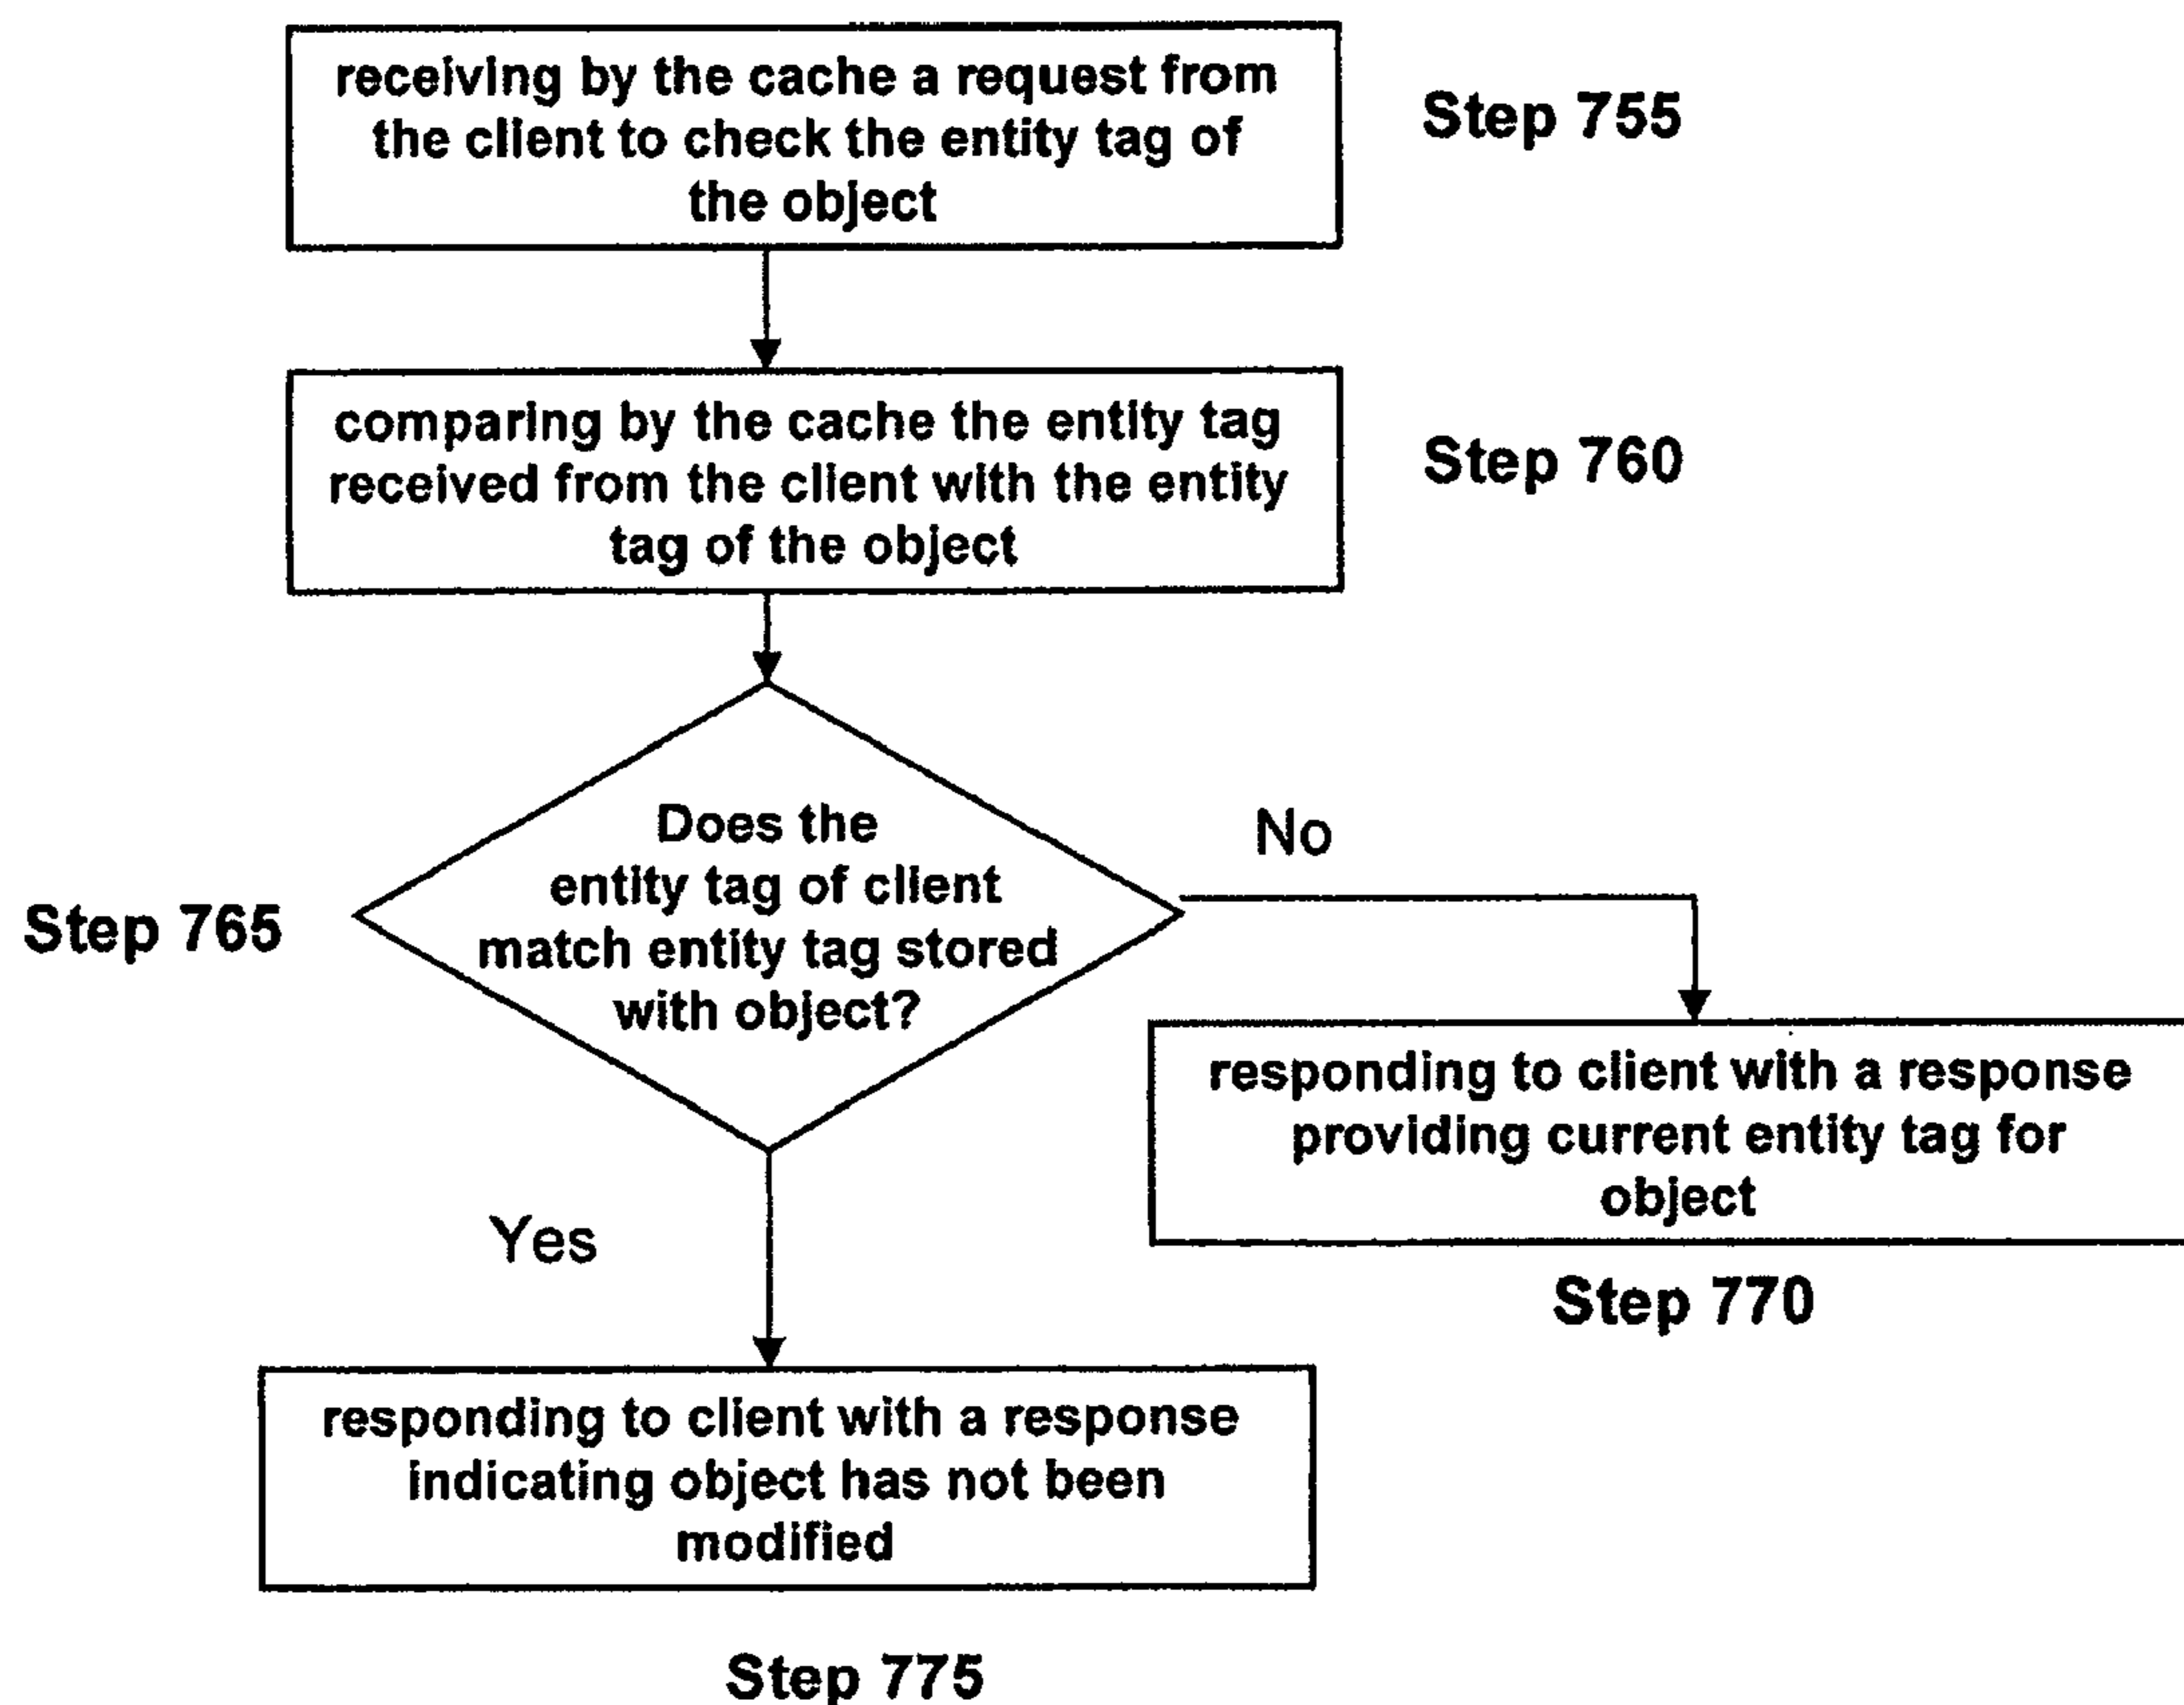 receiving by the cache a request from
the client to check the entity tag of
the object
Step 755
comparing by the cache the entity tag
received from the client with the entity
tag of the object
Step 760
Does the
entity tag of client
match entity tag stored
with object?
Step 765
No
responding to client with a response
providing current entity tag for
object
Step 770
Yes
responding to client with a response
indicating object has not been
modified
Step 775